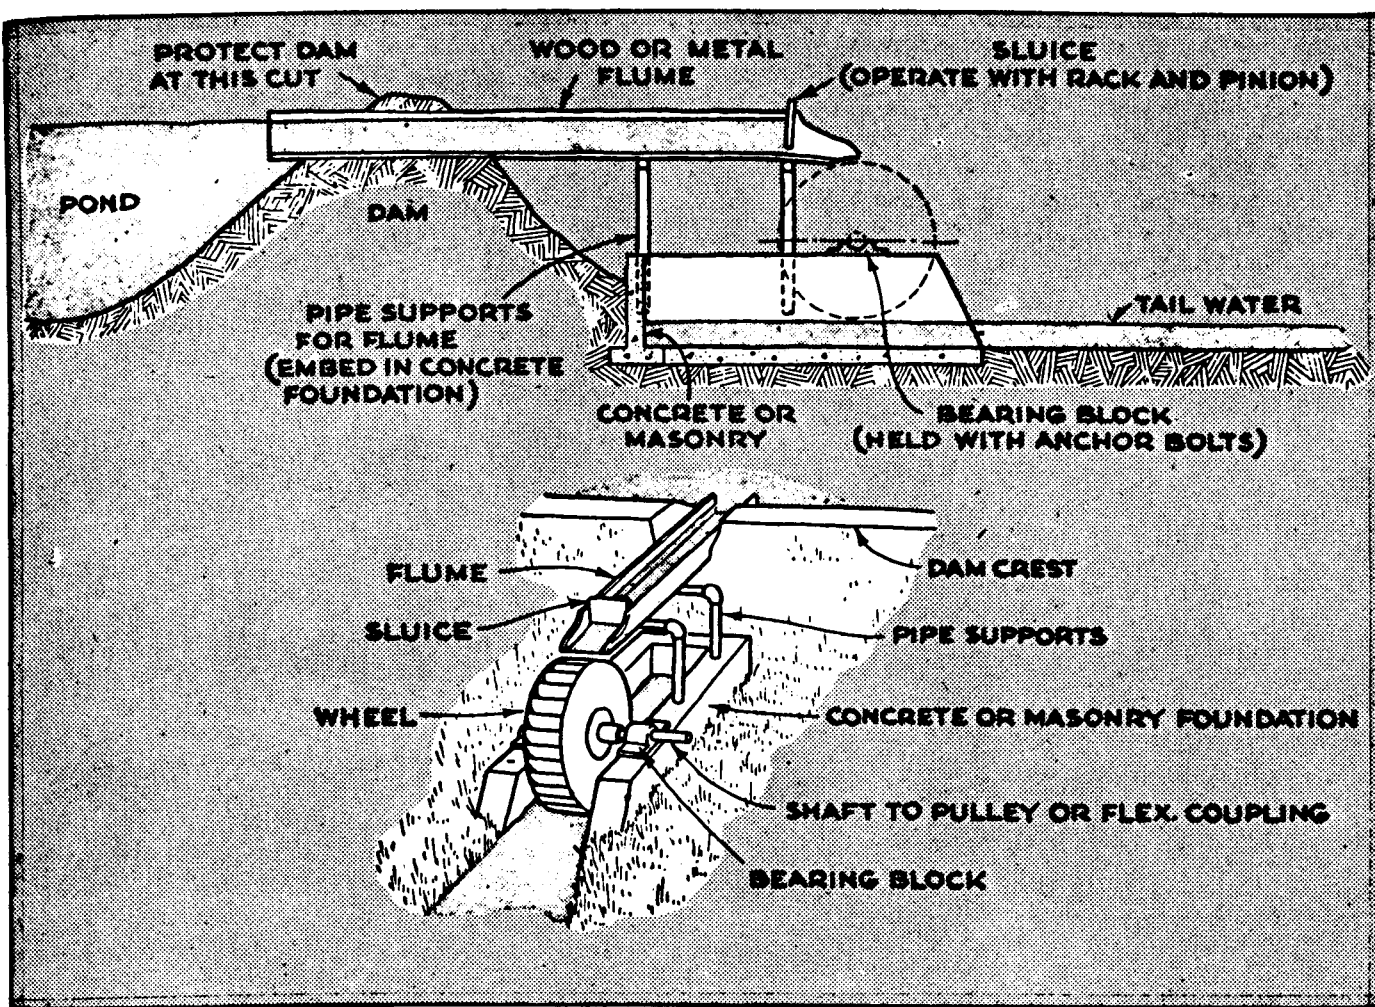 PROTECT DAM
AT THIS CUT
WOOD OR METAL
FLUME
SLUICE
(OPERATE WITH RACK AND PINION)
POND
DAM
PIPE SUPPORTS
FOR FLUME
(EMBED IN CONCRETE
FOUNDATION)
TAIL WATER
CONCRETE OR
MASONRY
BEARING BLOCK
(HELD WITH ANCHOR BOLTS)
FLUME
DAM CREST
SLUICE
PIPE SUPPORTS
WHEEL
CONCRETE OR MASONRY FOUNDATION
SHAFT TO PULLEY OR FLEX. COUPLING
BEARING BLOCK